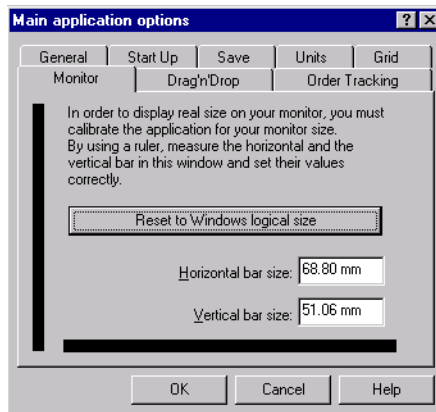 Main application options
General Start Up Save Units Grid
Monitor Drag'n'Drop Order Tracking
In order to display real size on your monitor, you must
calibrate the application for your monitor size.
By using a ruler, measure the horizontal and the
vertical bar in this window and set their values
correctly.
Reset to Windows logical size
Horizontal bar size: 68.80 mm
Vertical bar size: 51.06 mm
OK Cancel Help